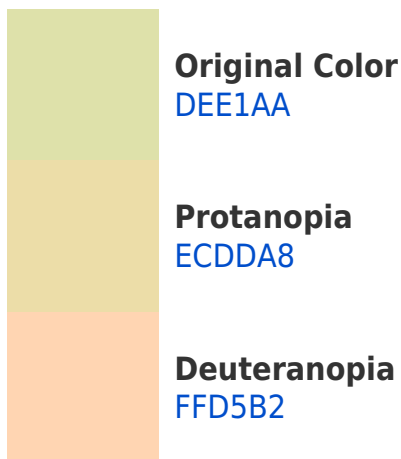 Original Color
DEE1AA
Protanopia
ECDDA8
Deuteranopia
FFD5B2